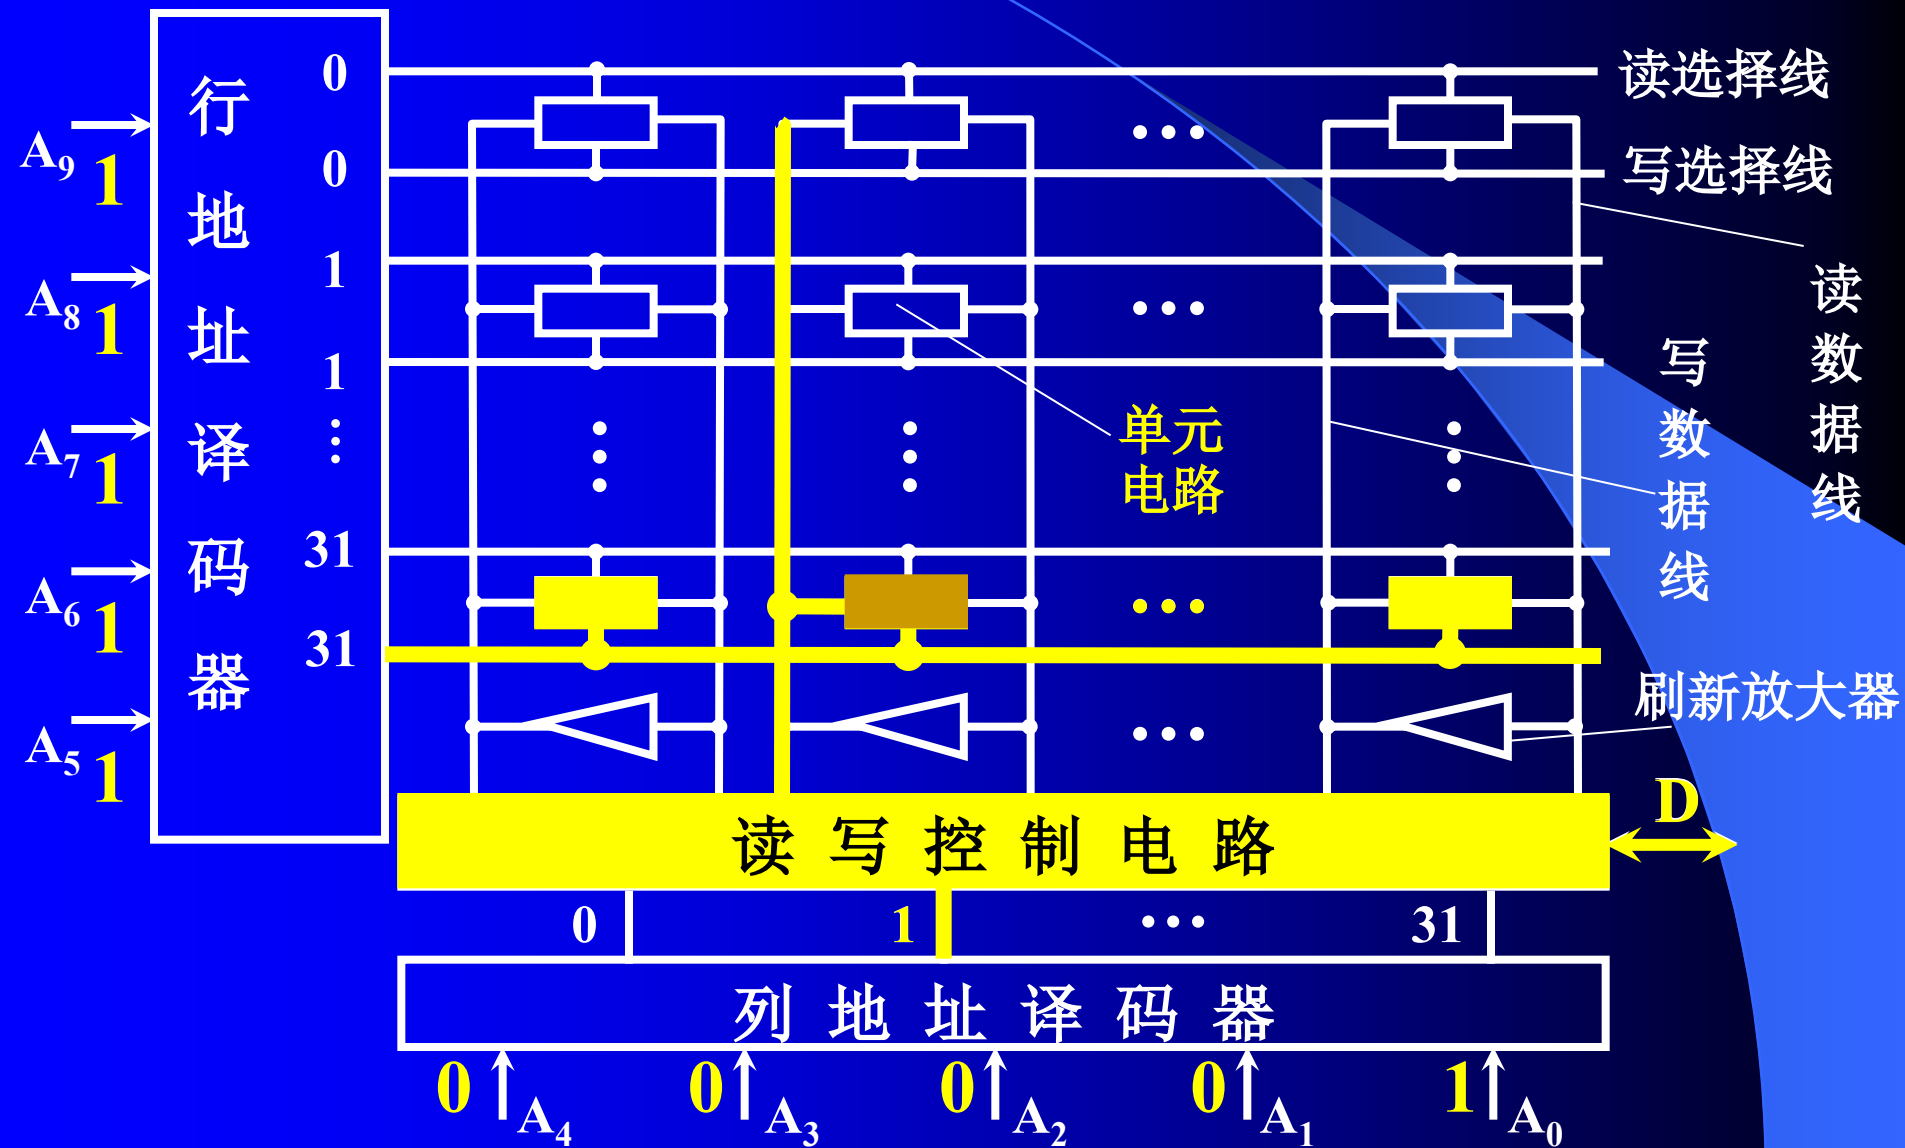 行地址译码器
0
0
1
1
⋮
31
31
A9 1
A8 1
A7 1
A6 1
A5 1
读选择线
写选择线
读数据线
写数据线
单元
电路
刷新放大器
D
读写控制电路
0 1 … 31
列地址译码器
0 A4 0 A3 0 A2 0 A1 1 A0